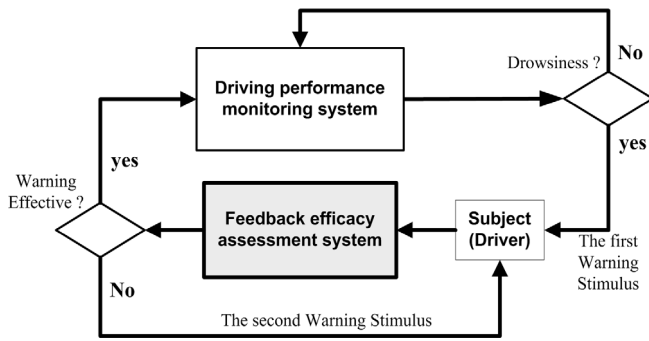 No
Drowsiness ?
Driving performance
monitoring system
yes
yes
Warning
Effective ?
Feedback efficacy
assessment system
Subject
(Driver)
The first
Warning
Stimulus
No
The second Warning Stimulus